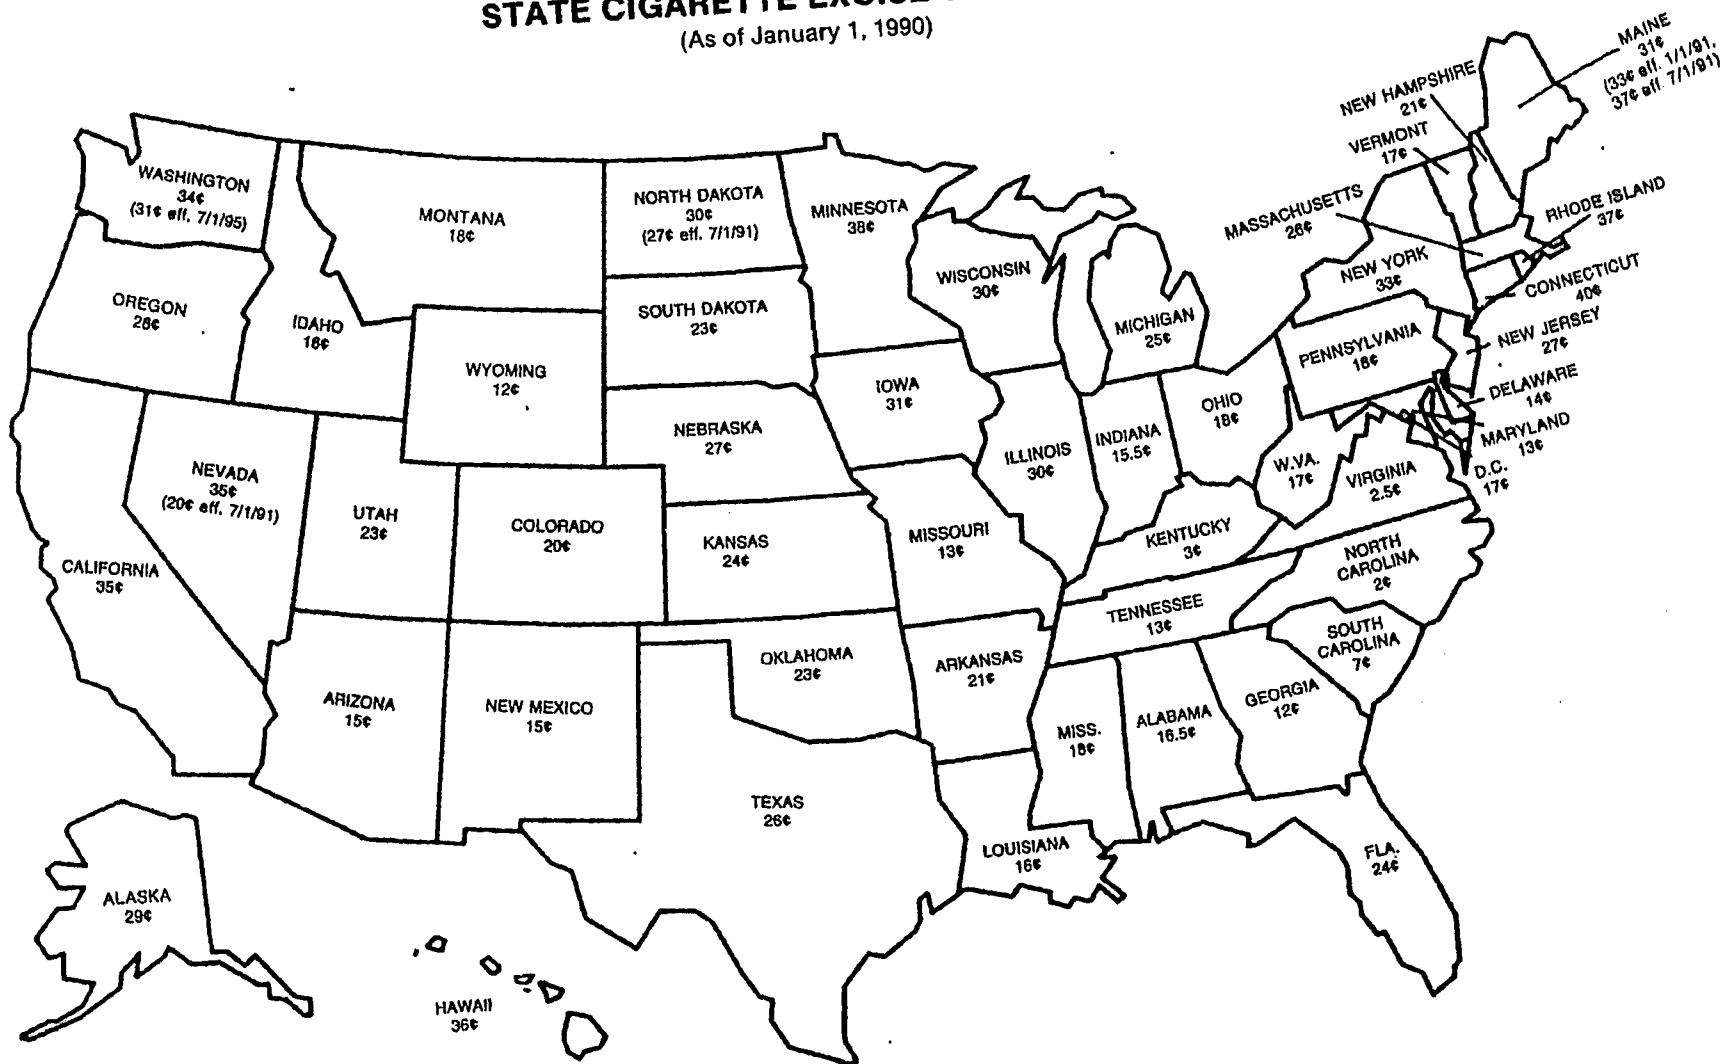 STATE CIGARETTE
(As of January 1, 1990)
MAINE
31¢
(33¢ eff. 1/1/91,
37¢ eff. 7/1/91)
NEW HAMPSHIRE
21¢
VERMONT
17¢
MASSACHUSETTS
26¢
RHODE ISLAND
37¢
WASHINGTON
34¢
(31¢ eff. 7/1/95)
MONTANA
18¢
NORTH DAKOTA
30¢
(27¢ eff. 7/1/91)
MINNESOTA
38¢
WISCONSIN
30¢
NEW YORK
33¢
CONNECTICUT
40¢
OREGON
28¢
IDAHO
18¢
SOUTH DAKOTA
23¢
MICHIGAN
25¢
PENNSYLVANIA
18¢
NEW JERSEY
27¢
WYOMING
12¢
IOWA
31¢
OHIO
18¢
DELAWARE
14¢
MARYLAND
13¢
D.C.
17¢
NEBRASKA
27¢
ILLINOIS
30¢
INDIANA
15.5¢
W.VA.
17¢
VIRGINIA
2.5¢
NEVADA
35¢
(20¢ eff. 7/1/91)
UTAH
23¢
COLORADO
20¢
KANSAS
24¢
MISSOURI
13¢
KENTUCKY
3¢
CALIFORNIA
35¢
NORTH
CAROLINA
2¢
TENNESSEE
13¢
SOUTH
CAROLINA
7¢
ARIZONA
15¢
NEW MEXICO
15¢
OKLAHOMA
23¢
ARKANSAS
21¢
MISS.
18¢
ALABAMA
16.5¢
GEORGIA
12¢
TEXAS
26¢
LOUISIANA
16¢
FLA.
24¢
ALASKA
29¢
HAWAII
36¢